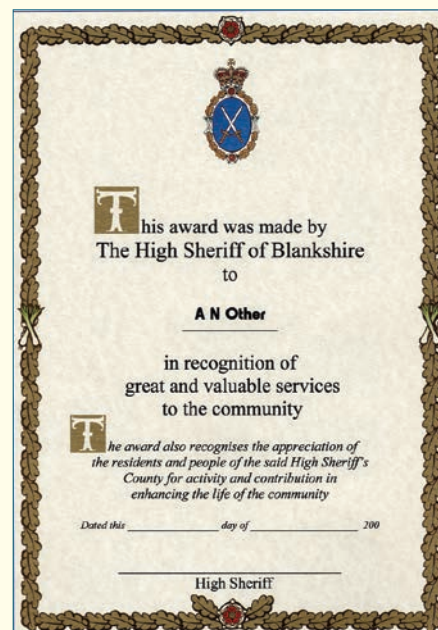 This award was made by
The High Sheriff of Blankshire
to
A N Other
in recognition of
great and valuable services
to the community
The award also recognises the appreciation of
the residents and people of the said High Sheriff's
County for activity and contribution in
enhancing the life of the community
Dated this ____________ day of ______________ 200
High Sheriff